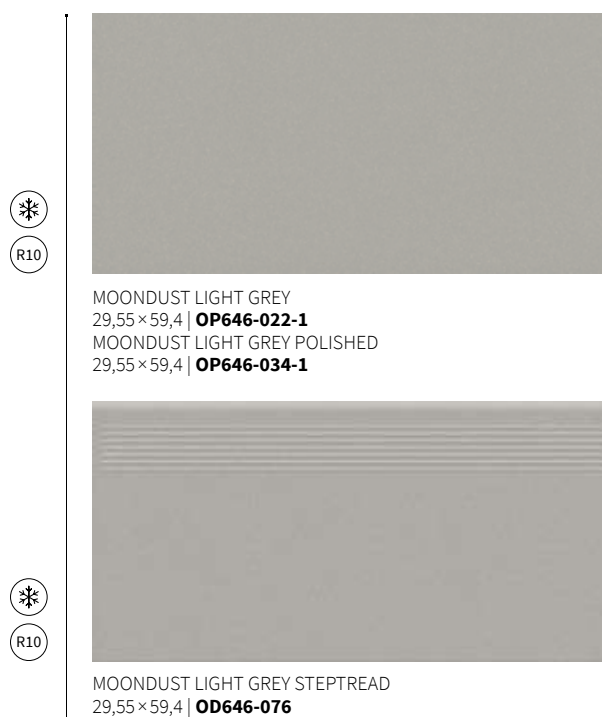 R10
MOONDUST LIGHT GREY
29,55×59,4 | OP646-022-1
MOONDUST LIGHT GREY POLISHED
29,55×59,4 | OP646-034-1
R10
MOONDUST LIGHT GREY STEPTREAD
29,55×59,4 | OD646-076